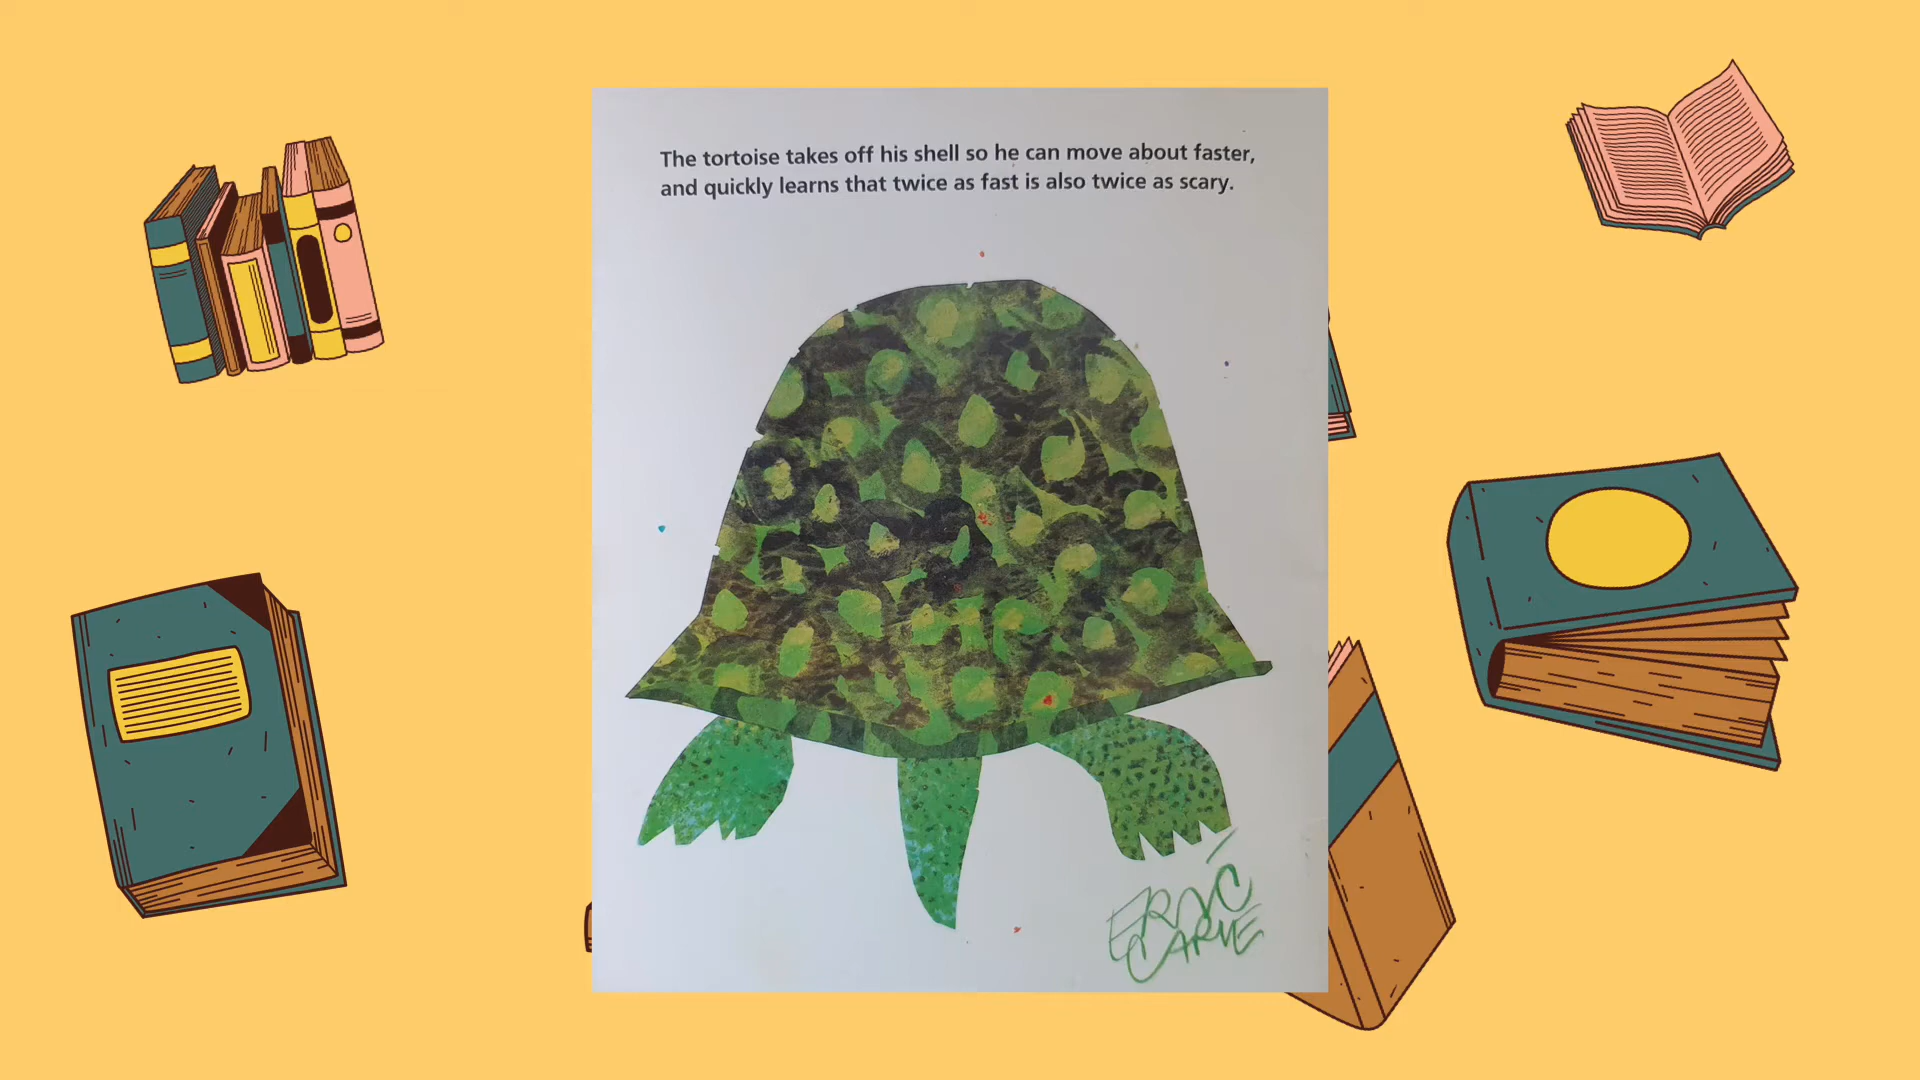 The tortoise takes off his shell so he can move about faster,
and quickly learns that twice as fast is also twice as scary.
ERIC
CARLE